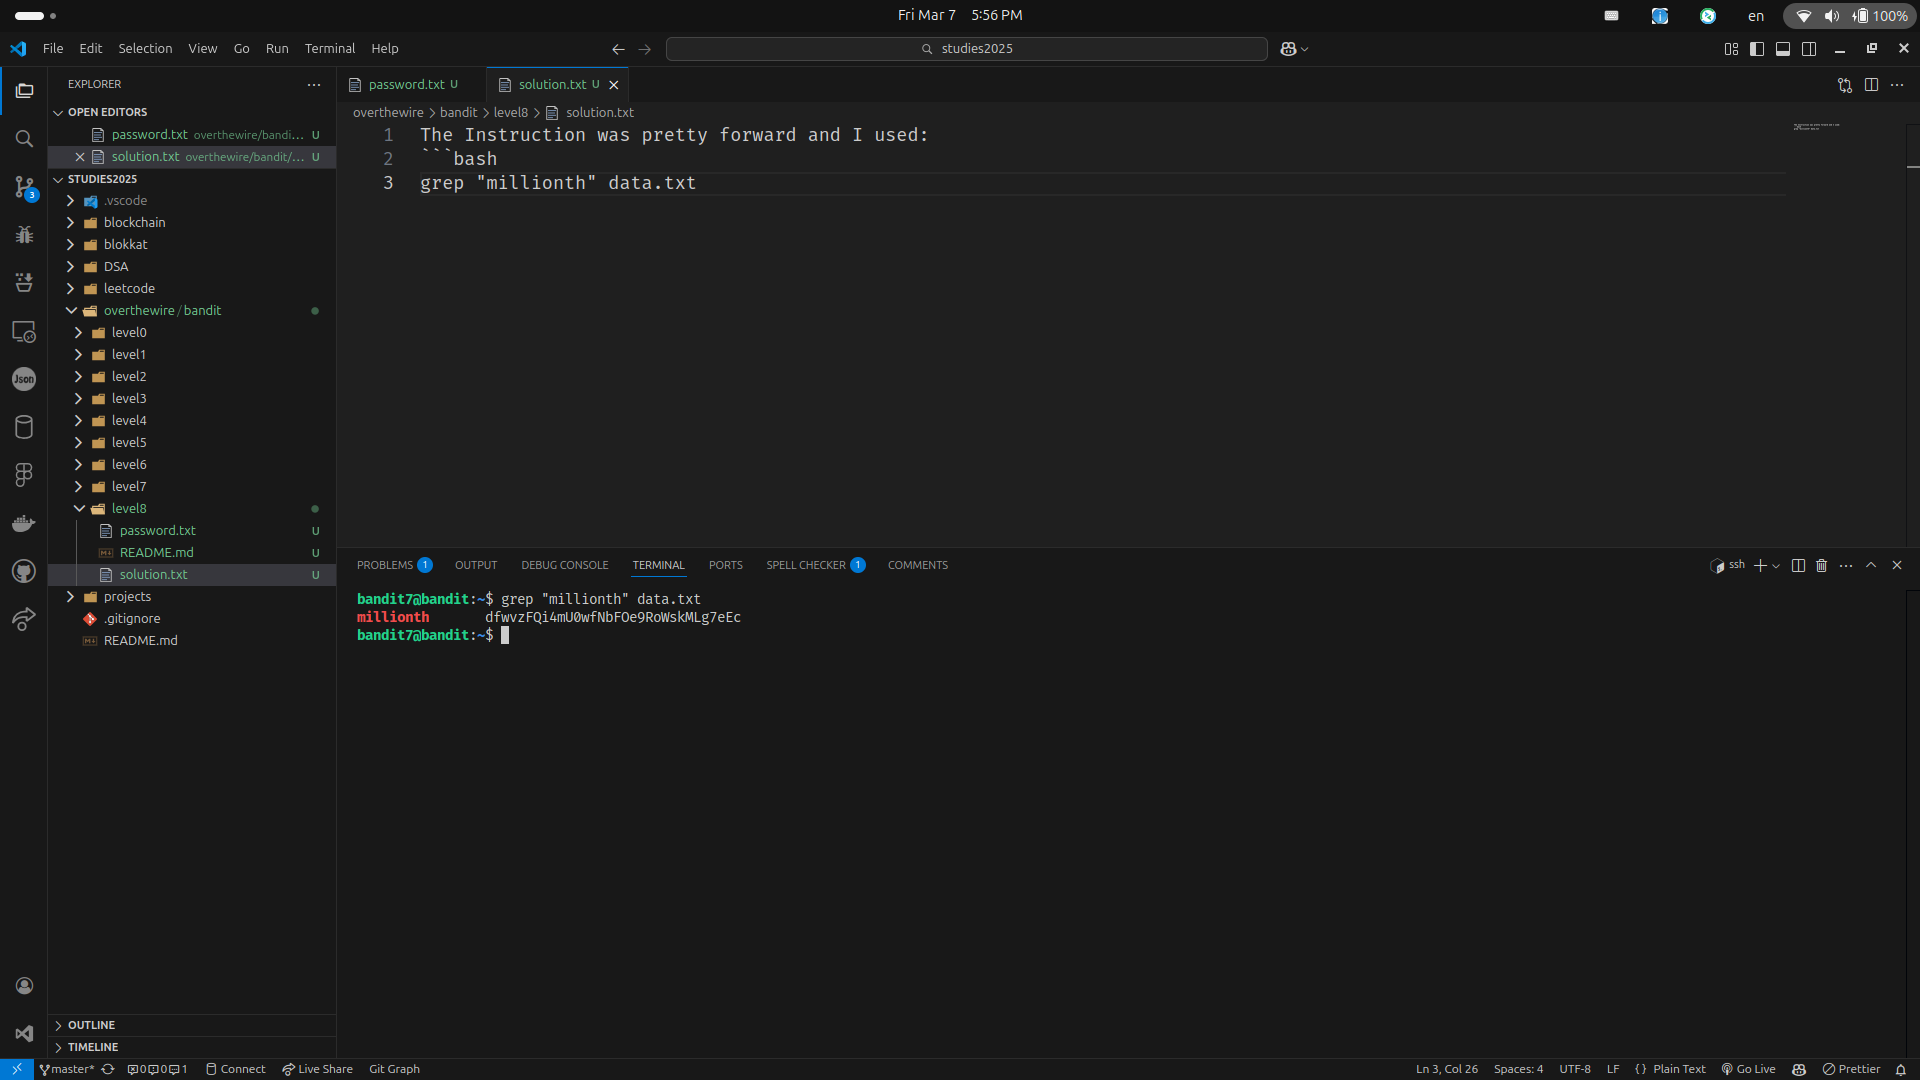 Fri Mar 7 5:56 PM
en
100%
File Edit Selection View Go Run Terminal Help
studies2025
EXPLORER
OPEN EDITORS
password.txt overthewire/bandi... U
solution.txt overthewire/bandit/... U
STUDIES2025
.vscode
blockchain
blokkat
DSA
leetcode
overthewire / bandit
level0
level1
level2
level3
level4
level5
level6
level7
level8
password.txt U
README.md U
solution.txt U
projects
.gitignore
README.md
OUTLINE
TIMELINE
3
Json
password.txt U
solution.txt U
overthewire > bandit > level8 > solution.txt
1 The Instruction was pretty forward and I used:
2 ```bash
3 grep "millionth" data.txt
PROBLEMS 1 OUTPUT DEBUG CONSOLE TERMINAL PORTS SPELL CHECKER 1 COMMENTS
ssh
bandit7@bandit:~$ grep "millionth" data.txt
millionth dfwvzFQi4mU0wfNbFOe9RoWskMLg7eEc
bandit7@bandit:~$
master* 0 0 1 Connect Live Share Git Graph
Ln 3, Col 26 Spaces: 4 UTF-8 LF {} Plain Text Go Live Prettier